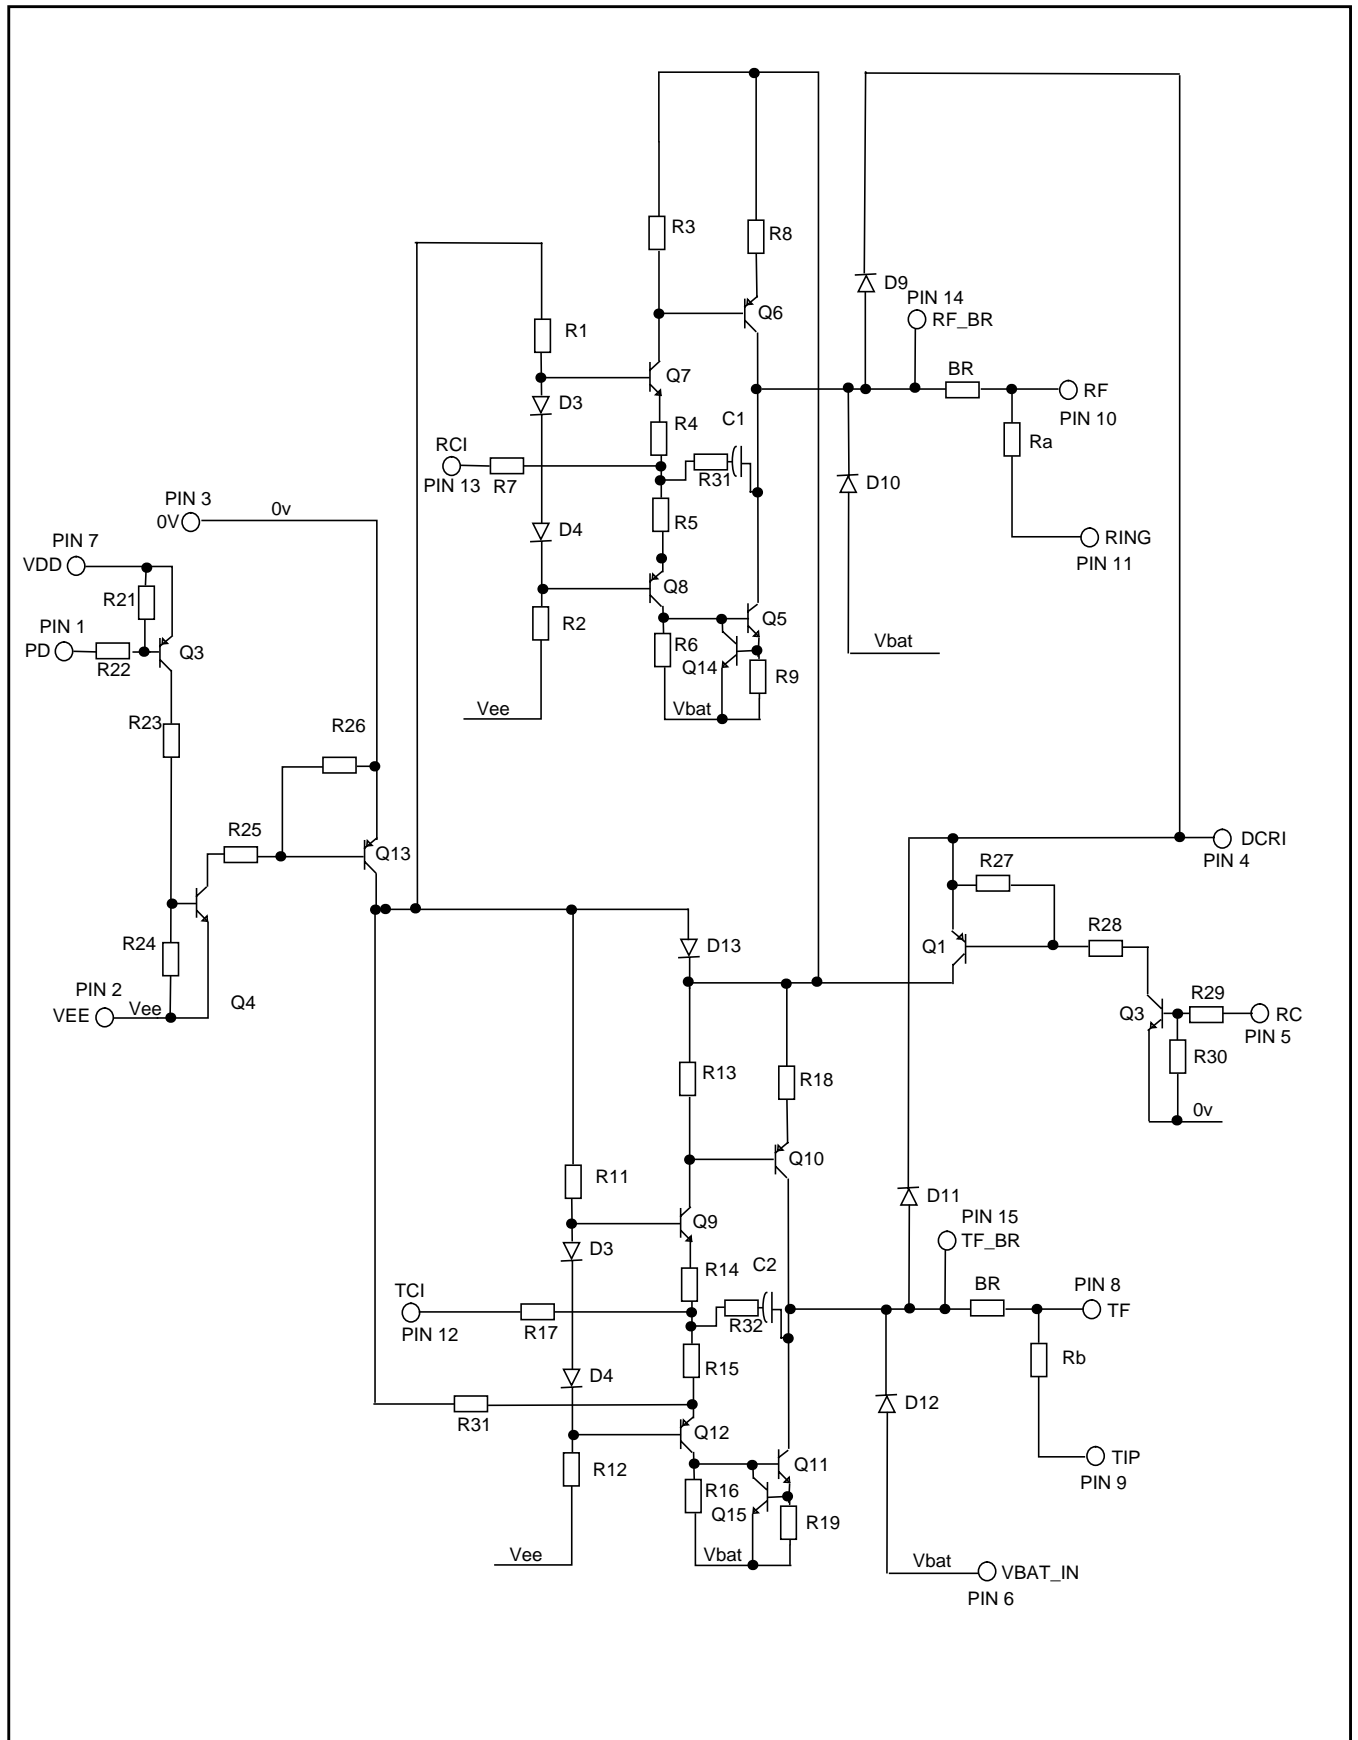 R3
R8
D9
PIN 14
RF_BR
Q6
R1
Q7
BR
RF
PIN 10
D3
C1
R4
Ra
RCI
PIN 13
R7
R31
D10
PIN 3
0V
0v
R5
D4
RING
PIN 11
PIN 7
VDD
R21
Q8
R2
Q5
PIN 1
PD
R22
Q3
R6
Q14
R9
Vbat
Vee
Vbat
R23
R26
R25
Q13
DCRI
PIN 4
R27
R24
D13
Q1
R28
PIN 2
VEE
Vee
Q4
R29
Q3
RC
PIN 5
R30
R13
R18
0v
Q10
R11
D11
PIN 15
TF_BR
Q9
D3
R14
C2
BR
PIN 8
TF
TCI
PIN 12
R17
R32
Rb
R15
D4
D12
R31
Q12
R12
Q11
TIP
PIN 9
R16
Q15
R19
Vee
Vbat
Vbat
VBAT_IN
PIN 6